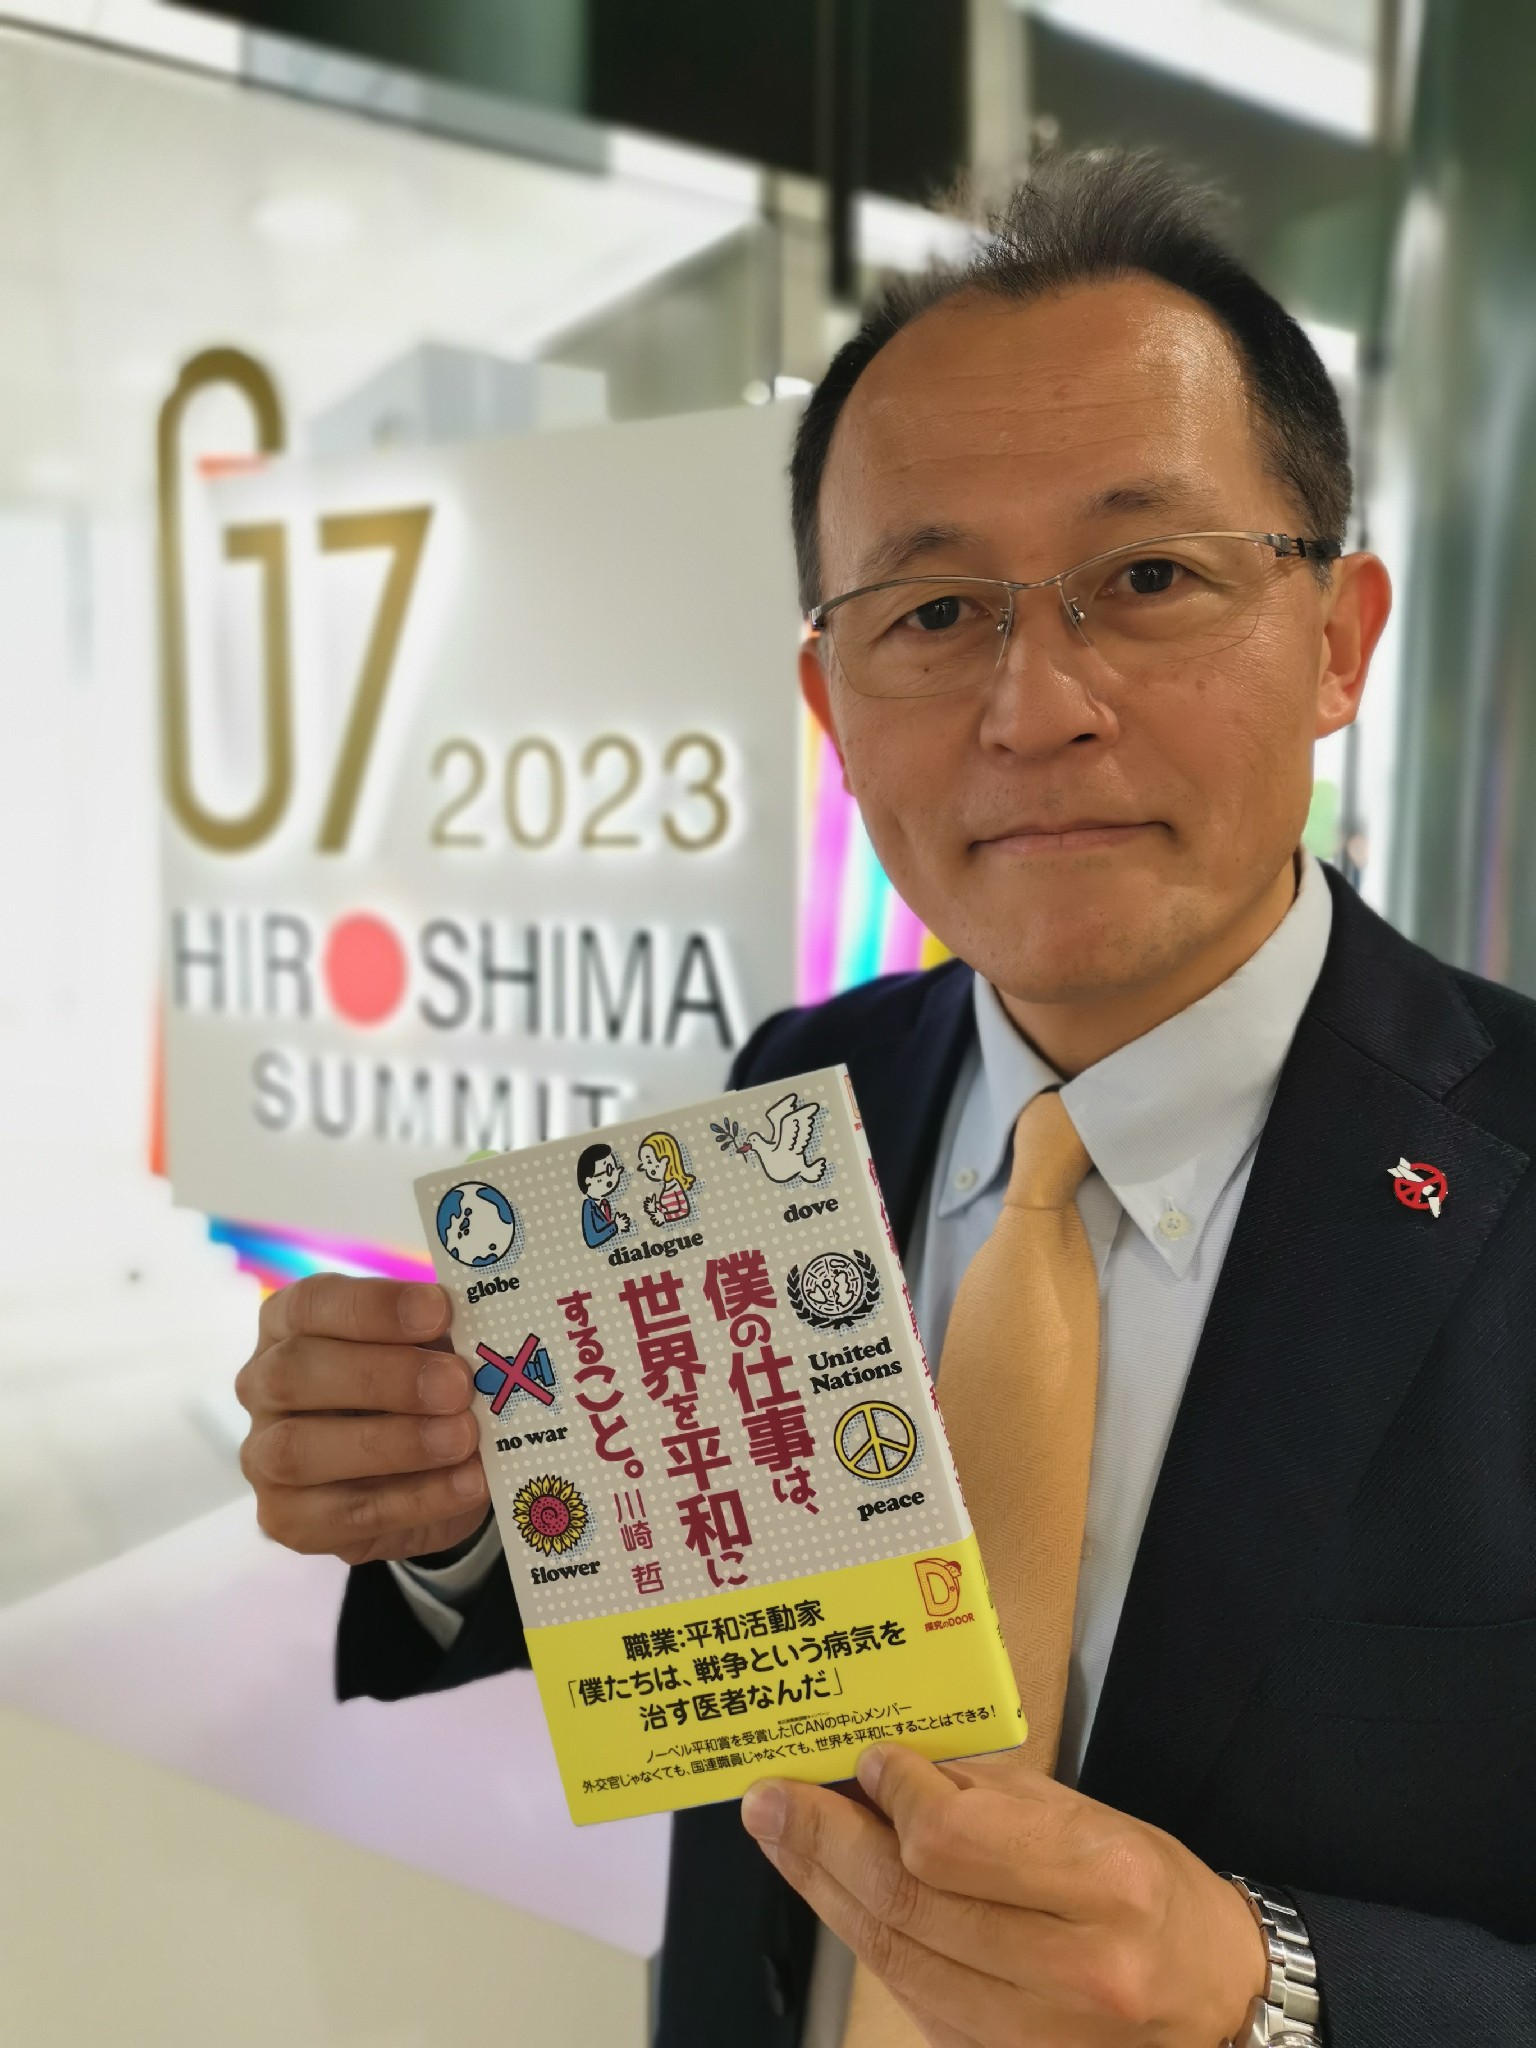 G7 2023
HIROSHIMA
SUMMIT
globe
dialogue
dove
no war
United
Nations
flower
peace
僕の仕事は、
世界を平和に
すること。
川崎 哲
職業:平和活動家
「僕たちは、戦争という病気を
治す医者なんだ」
ノーベル平和賞を受賞したICANの中心メンバー
外交官じゃなくても、国連職員じゃなくても、世界を平和にすることはできる!
探究のDOOR